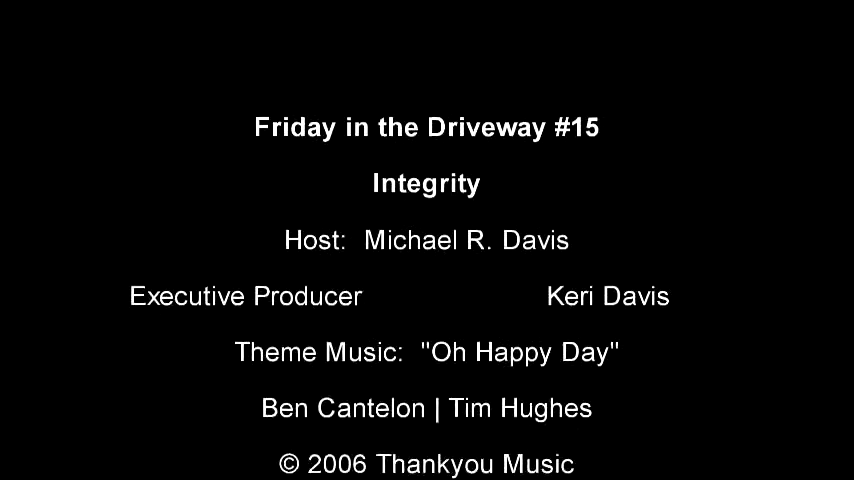 Friday in the Driveway #15
Integrity
Host:  Michael R. Davis
Executive Producer Keri Davis
Theme Music:  "Oh Happy Day"
Ben Cantelon | Tim Hughes
© 2006 Thankyou Music